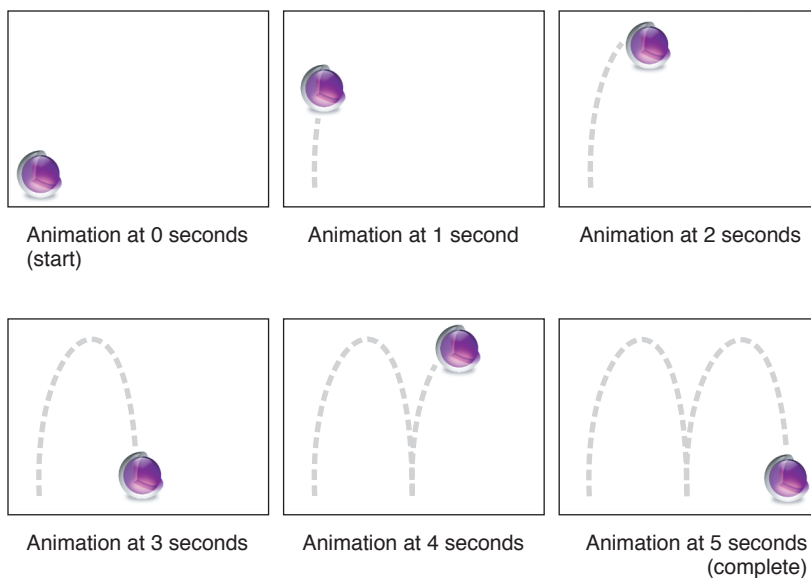 Animation at 0 seconds
(start)
Animation at 1 second
Animation at 2 seconds
Animation at 3 seconds
Animation at 4 seconds
Animation at 5 seconds
(complete)